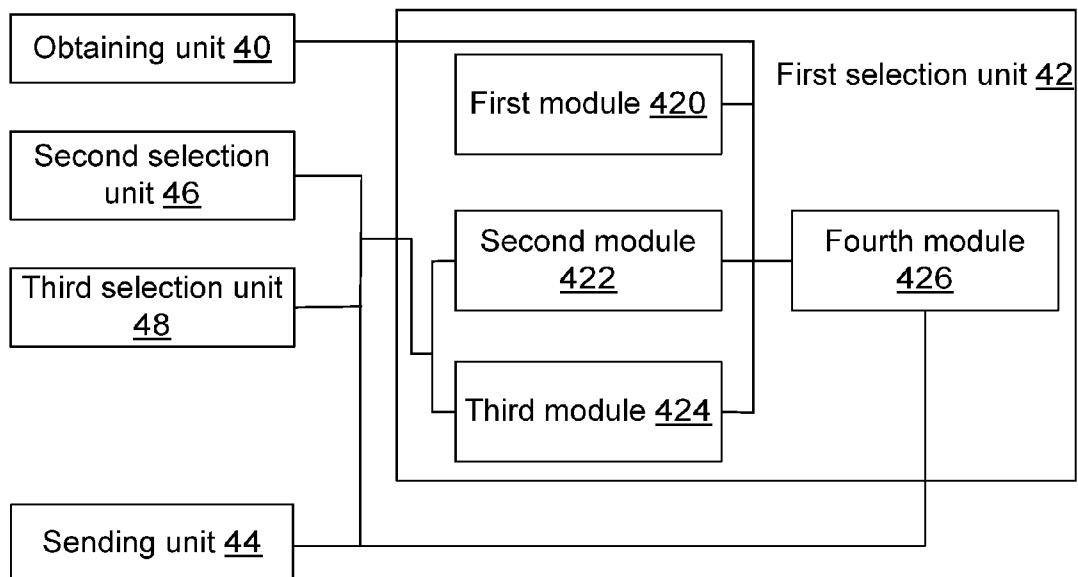 Obtaining unit 40
First selection unit 42
First module 420
Second selection
unit 46
Second module
422
Fourth module
426
Third selection unit
48
Third module 424
Sending unit 44